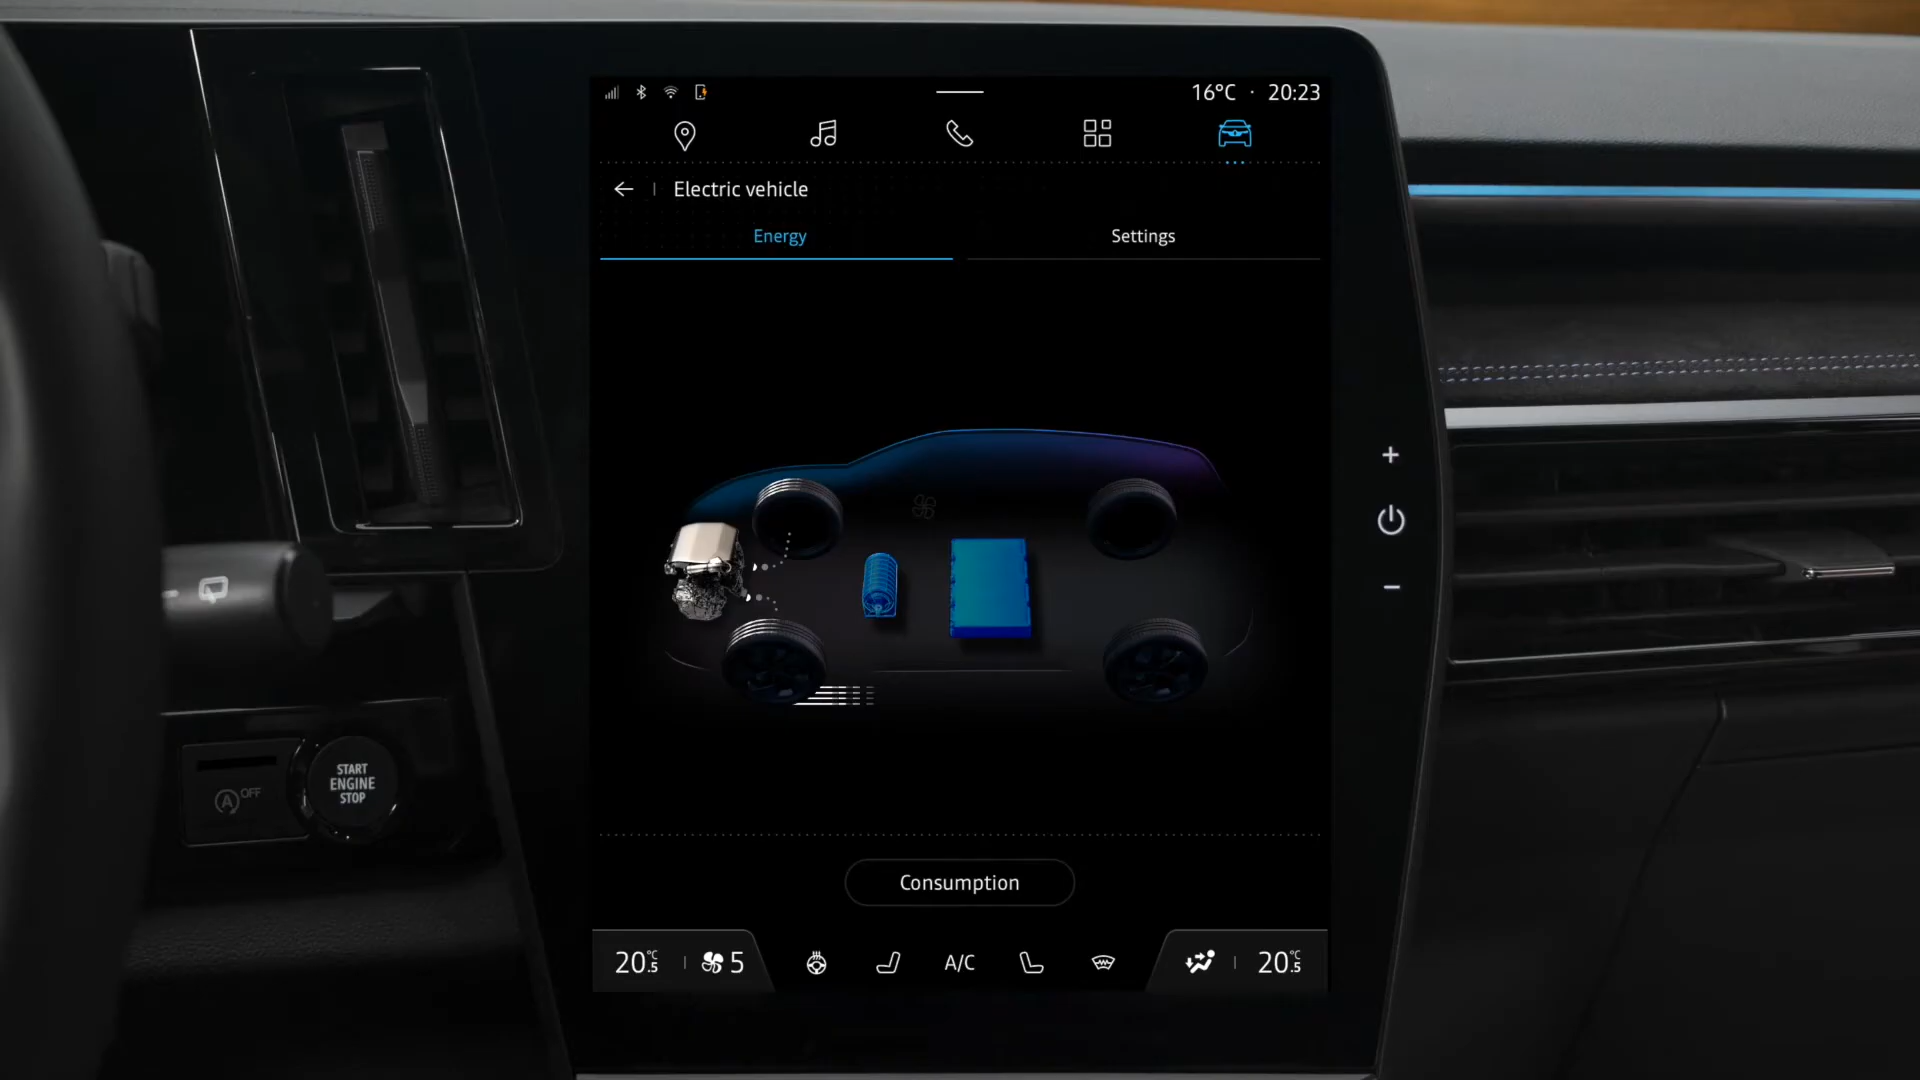 16°C · 20:23
Electric vehicle
Energy
Settings
START
ENGINE
STOP
A OFF
Consumption
20.5 °C
5
A/C
20.5 °C